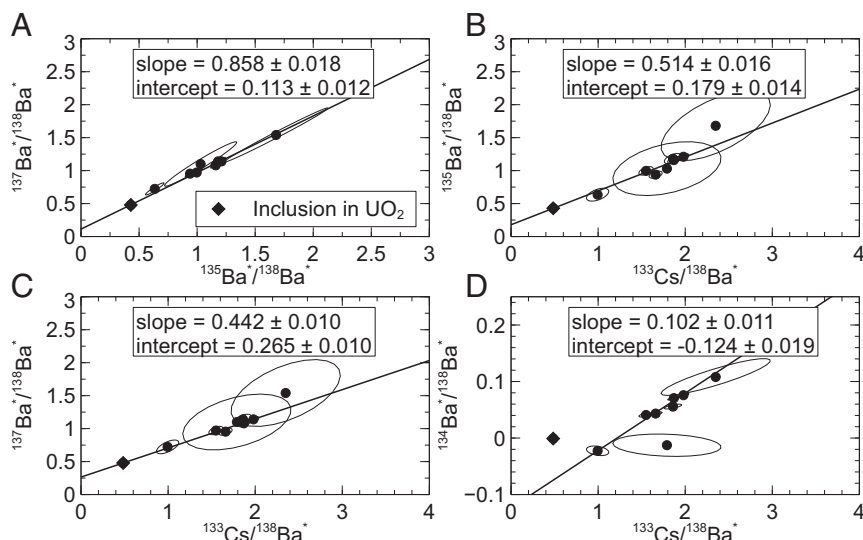 A
slope = 0.858 ± 0.018
intercept = 0.113 ± 0.012
3
2.5
2
1.5
1
0.5
0
¹³⁷Ba*/¹³⁸Ba*
Inclusion in UO₂
0 0.5 1 1.5 2 2.5 3
¹³⁵Ba*/¹³⁸Ba*
B
slope = 0.514 ± 0.016
intercept = 0.179 ± 0.014
3
2.5
2
1.5
1
0.5
0
¹³⁵Ba*/¹³⁸Ba*
0 1 2 3 4
¹³³Cs/¹³⁸Ba*
C
slope = 0.442 ± 0.010
intercept = 0.265 ± 0.010
3
2.5
2
1.5
1
0.5
0
¹³⁷Ba*/¹³⁸Ba*
0 1 2 3 4
¹³³Cs/¹³⁸Ba*
D
slope = 0.102 ± 0.011
intercept = -0.124 ± 0.019
0.2
0.1
0
−0.1
¹³⁴Ba*/¹³⁸Ba*
0 1 2 3 4
¹³³Cs/¹³⁸Ba*